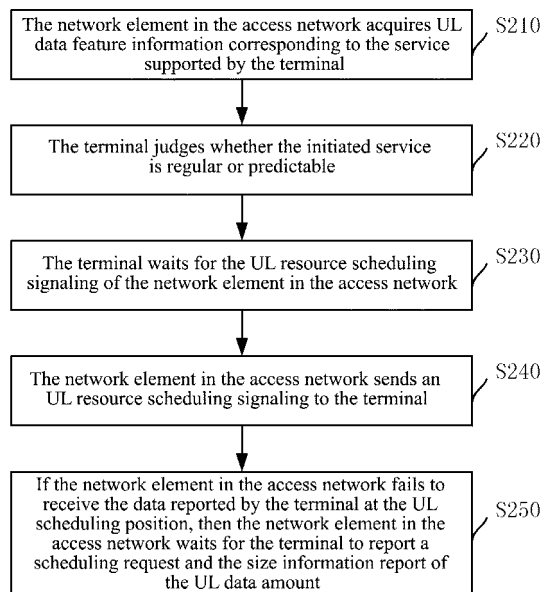 The network element in the access network acquires UL
data feature information corresponding to the service
supported by the terminal
S210
The terminal judges whether the initiated service
is regular or predictable
S220
The terminal waits for the UL resource scheduling
signaling of the network element in the access network
S230
The network element in the access network sends an
UL resource scheduling signaling to the terminal
S240
If the network element in the access network fails to
receive the data reported by the terminal at the UL
scheduling position, then the network element in the
access network waits for the terminal to report a
scheduling request and the size information report
of the UL data amount
S250